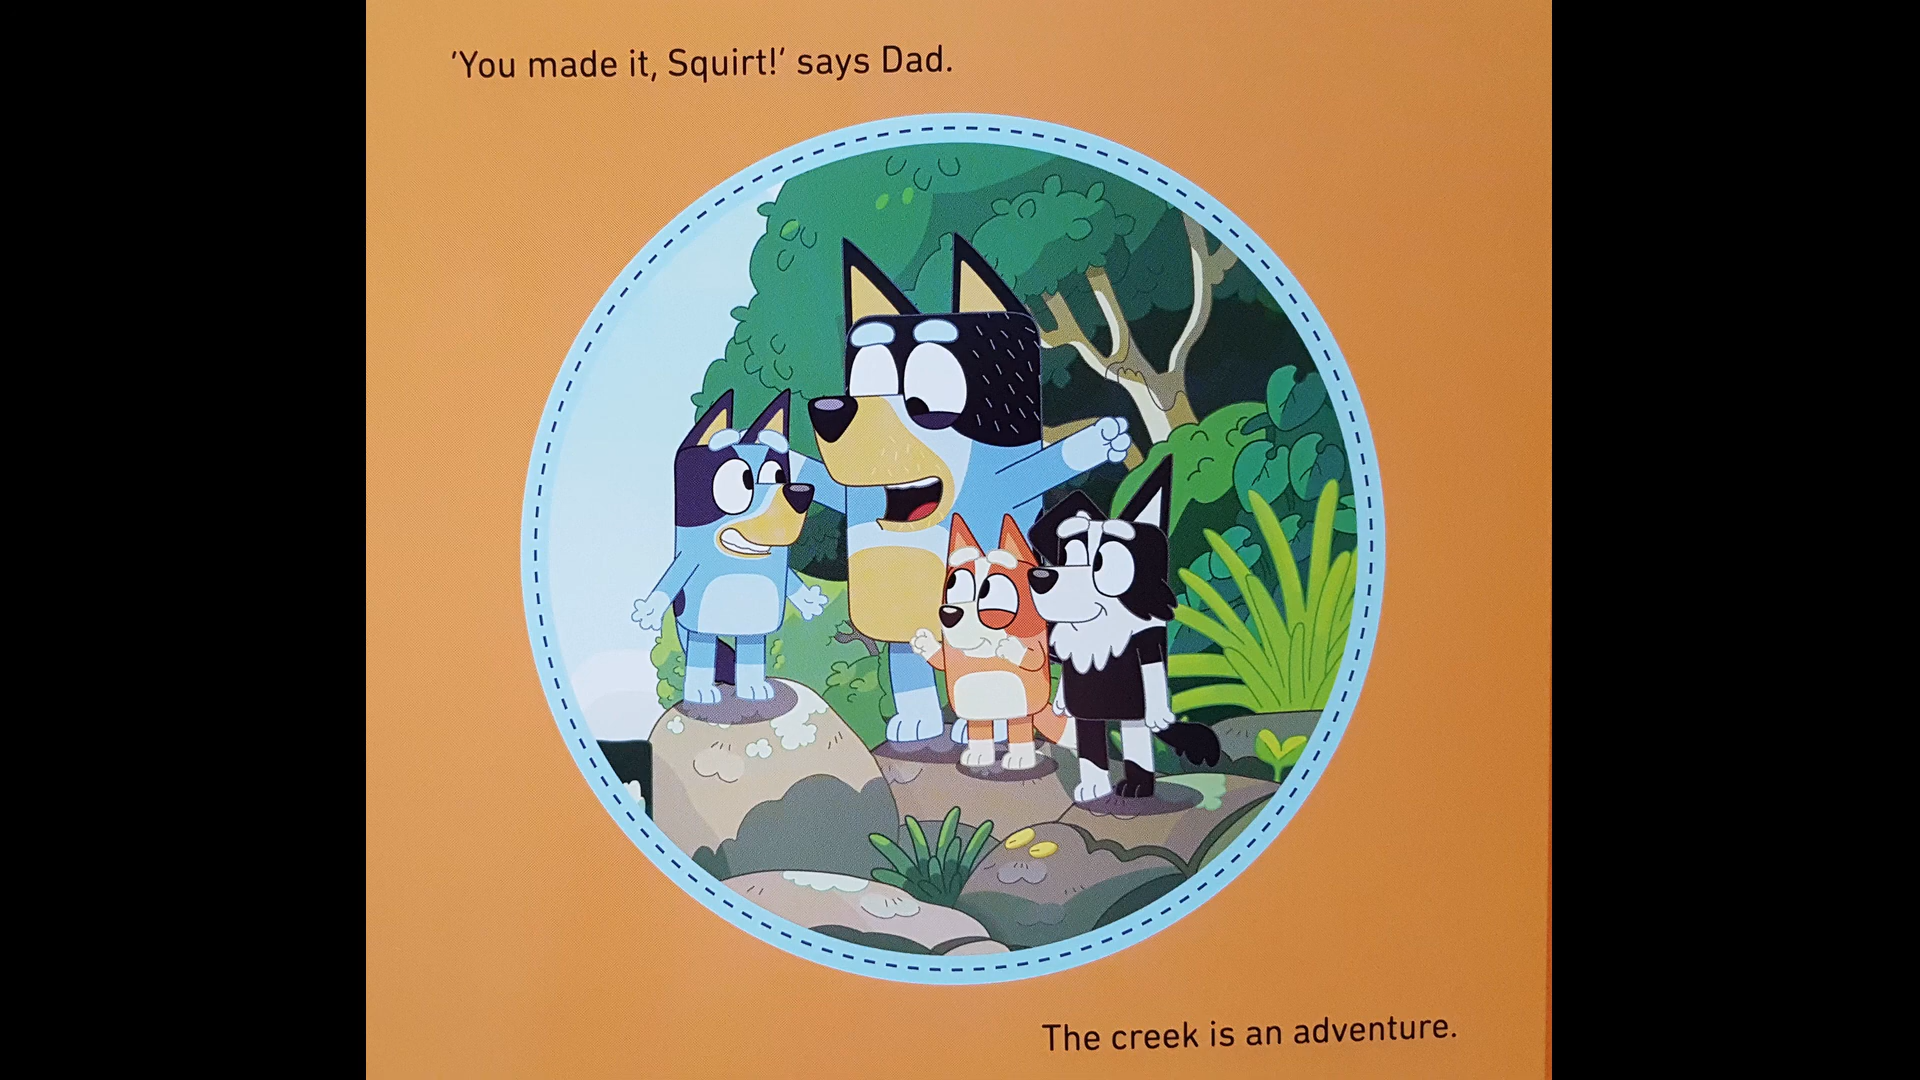 ‘You made it, Squirt!’ says Dad.
The creek is an adventure.